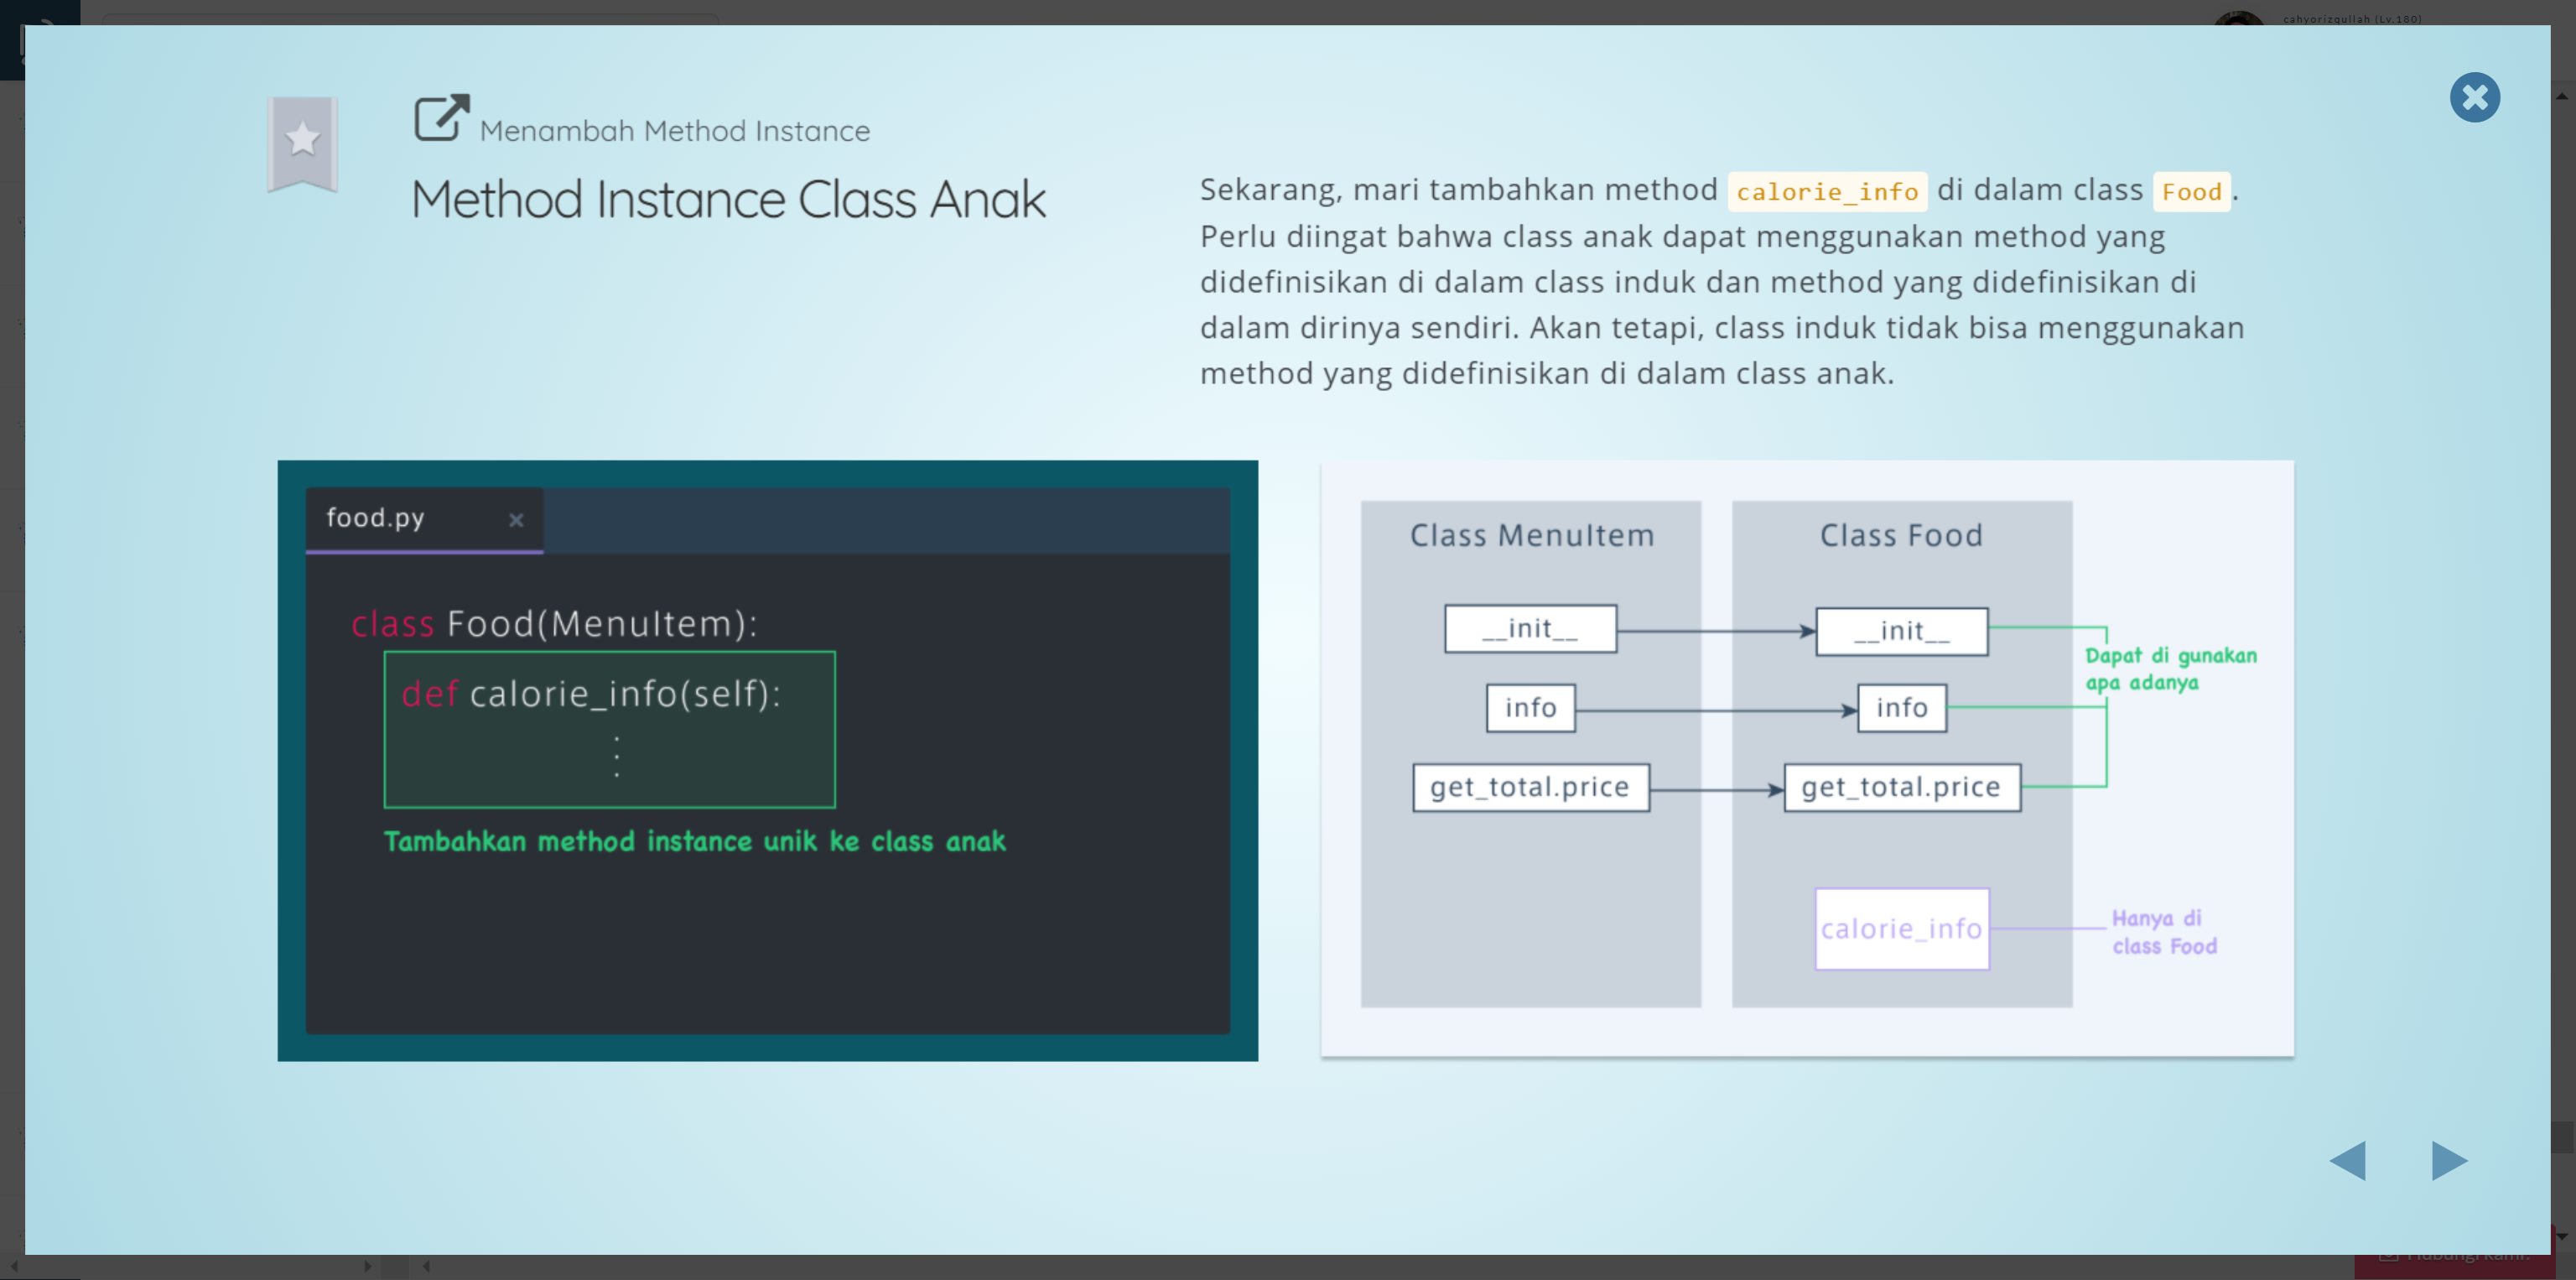 cahyorizqullah (Lv.180)
Menambah Method Instance
Method Instance Class Anak
Sekarang, mari tambahkan method calorie_info di dalam class Food.
Perlu diingat bahwa class anak dapat menggunakan method yang
didefinisikan di dalam class induk dan method yang didefinisikan di
dalam dirinya sendiri. Akan tetapi, class induk tidak bisa menggunakan
method yang didefinisikan di dalam class anak.
food.py
class Food(MenuItem):
def calorie_info(self):
Tambahkan method instance unik ke class anak
Class MenuItem
__init__
info
get_total.price
Class Food
__init__
info
get_total.price
calorie_info
Dapat di gunakan
apa adanya
Hanya di
class Food